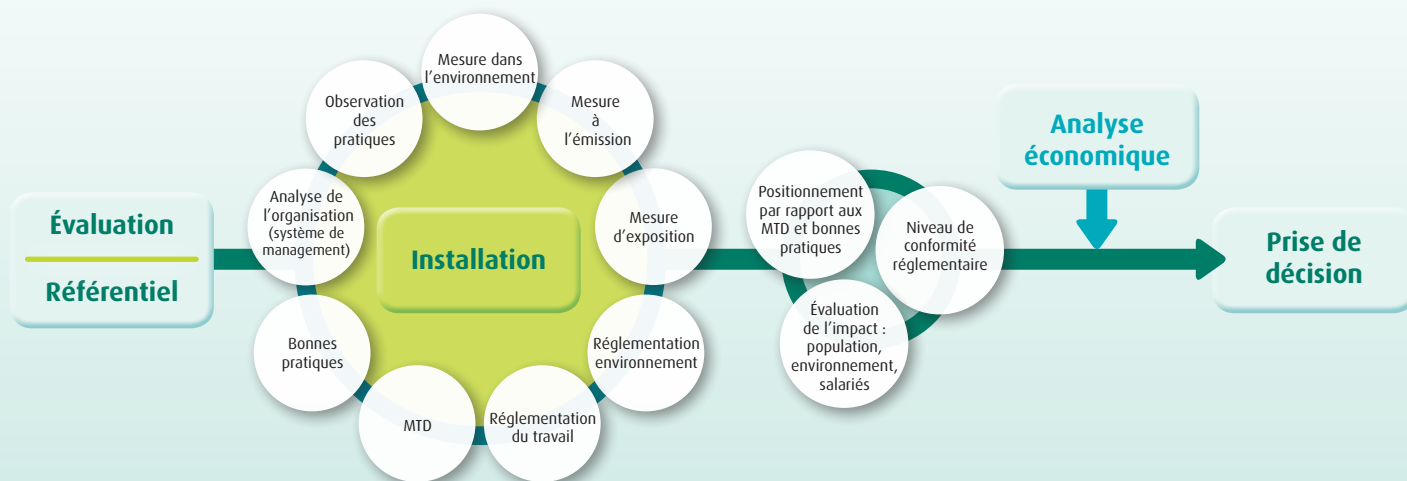 Évaluation
Référentiel
Analyse de
l'organisation
(système de
management)
Observation
des
pratiques
Mesure dans
l'environnement
Mesure
à
l'émission
Mesure
d'exposition
Installation
Bonnes
pratiques
MTD
Réglementation
du travail
Réglementation
environnement
Positionnement
par rapport aux
MTD et bonnes
pratiques
Niveau de
conformité
réglementaire
Évaluation
de l'impact :
population,
environnement,
salariés
Analyse
économique
Prise de
décision